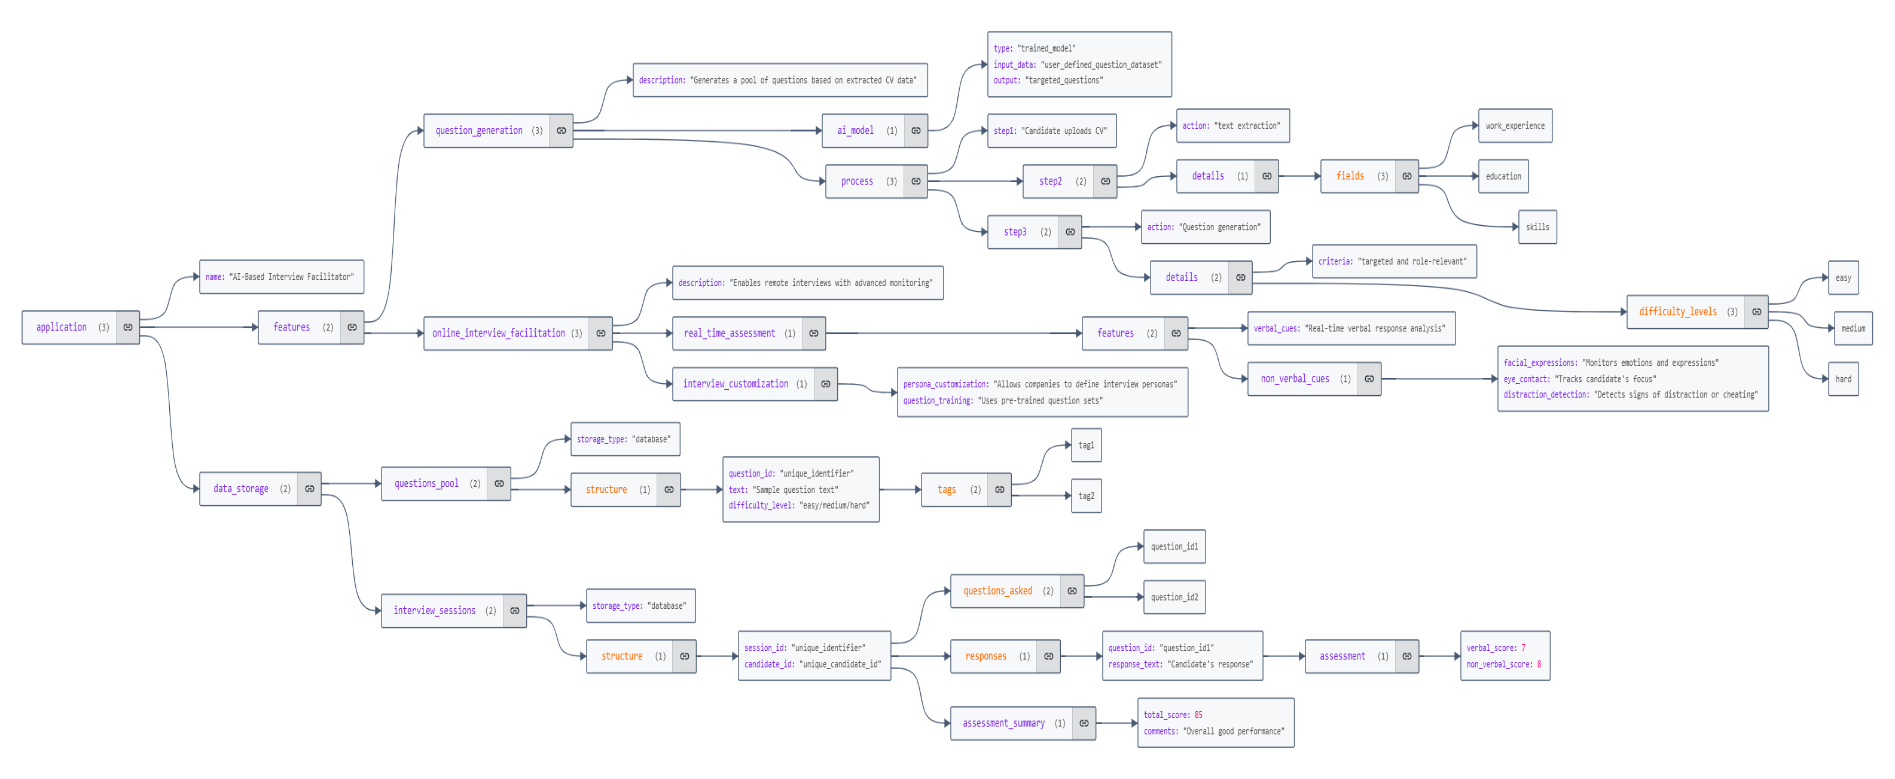 type: "trained_model"
input_data: "user_defined_question_dataset"
output: "targeted_questions"
description: "Generates a pool of questions based on extracted CV data"
question_generation (3)
ai_model (1)
step1: "Candidate uploads CV"
action: "text extraction"
work_experience
process (3)
step2 (2)
details (1)
fields (3)
education
step3 (2)
action: "Question generation"
skills
name: "AI-Based Interview Facilitator"
details (2)
criteria: "targeted and role-relevant"
easy
description: "Enables remote interviews with advanced monitoring"
application (3)
features (2)
online_interview_facilitation (3)
real_time_assessment (1)
features (2)
verbal_cues: "Real-time verbal response analysis"
difficulty_levels (3)
medium
interview_customization (1)
persona_customization: "Allows companies to define interview personas"
question_training: "Uses pre-trained question sets"
non_verbal_cues (1)
facial_expressions: "Monitors emotions and expressions"
eye_contact: "Tracks candidate's focus"
distraction_detection: "Detects signs of distraction or cheating"
hard
storage_type: "database"
tag1
data_storage (2)
questions_pool (2)
structure (1)
question_id: "unique_identifier"
text: "Sample question text"
difficulty_level: "easy/medium/hard"
tags (2)
tag2
question_id1
questions_asked (2)
question_id2
interview_sessions (2)
storage_type: "database"
structure (1)
session_id: "unique_identifier"
candidate_id: "unique_candidate_id"
responses (1)
question_id: "question_id1"
response_text: "Candidate's response"
assessment (1)
verbal_score: 7
non_verbal_score: 8
assessment_summary (1)
total_score: 85
comments: "Overall good performance"